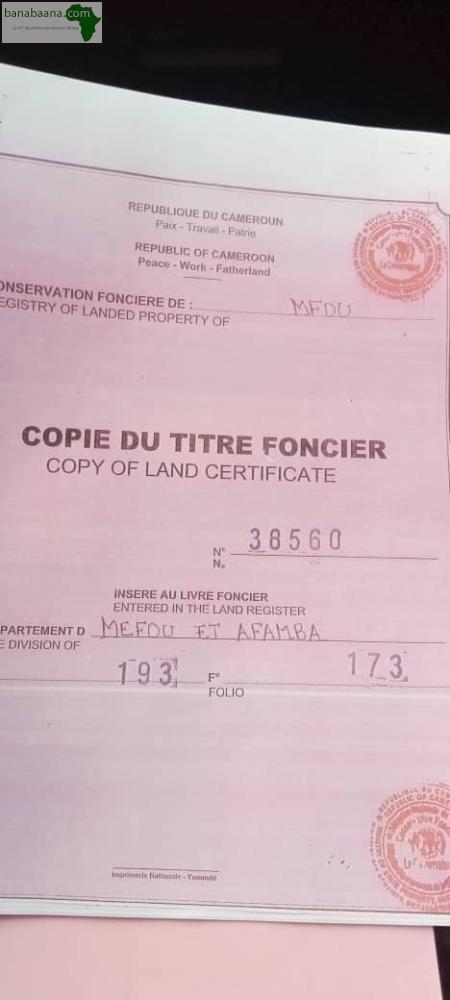 banabaana.com
REPUBLIQUE DU CAMEROUN
Paix - Travail - Patrie
REPUBLIC OF CAMEROON
Peace - Work - Fatherland
ONSERVATION FONCIERE DE : MFDU
EGISTRY OF LANDED PROPERTY OF
COPIE DU TITRE FONCIER
COPY OF LAND CERTIFICATE
N° 38560
N°
INSERE AU LIVRE FONCIER
ENTERED IN THE LAND REGISTER
PARTEMENT D MEFOU ET AFAMBA
E DIVISION OF
193 F° 173
FOLIO
Imprimerie Nationale - Yaoundé